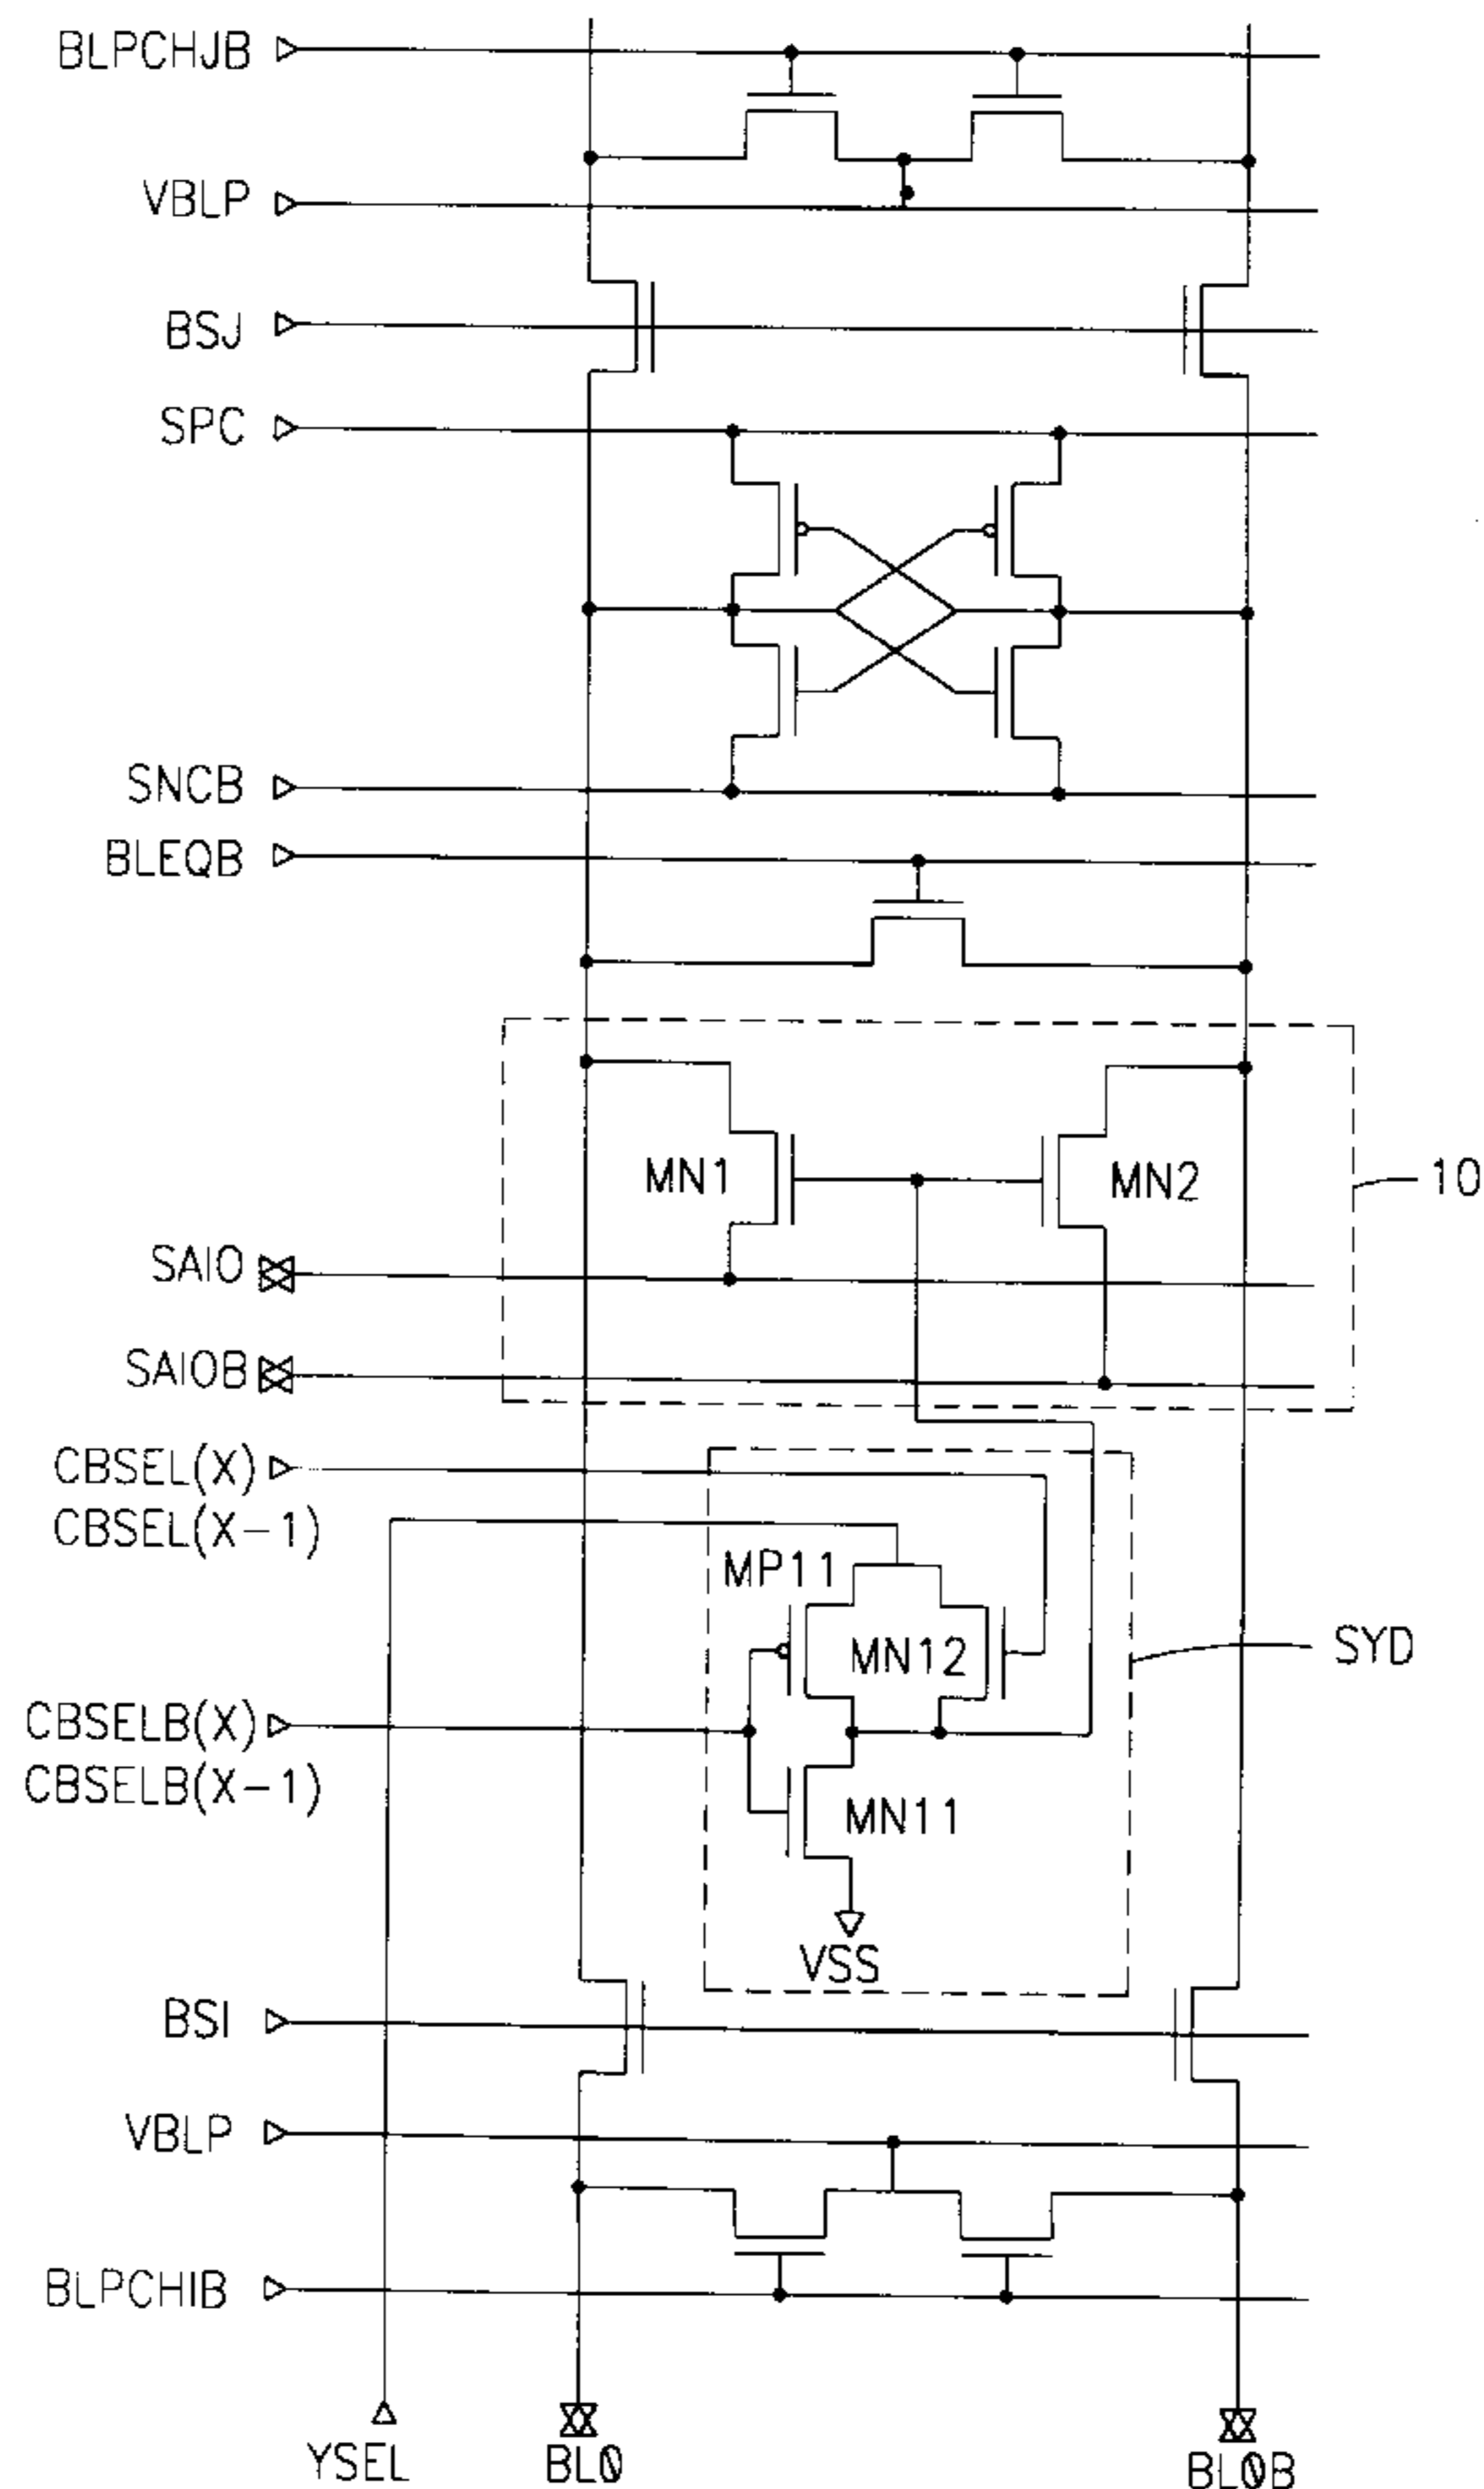 BLPCHJB
VBLP
BSJ
SPC
SNCB
BLEQB
MN1
MN2
10
SAIO
SAIOB
CBSEL(X)
CBSEL(X-1)
MP11
MN12
SYD
CBSELB(X)
CBSELB(X-1)
MN11
VSS
BSI
VBLP
BLPCHIB
YSEL
BL0
BL0B